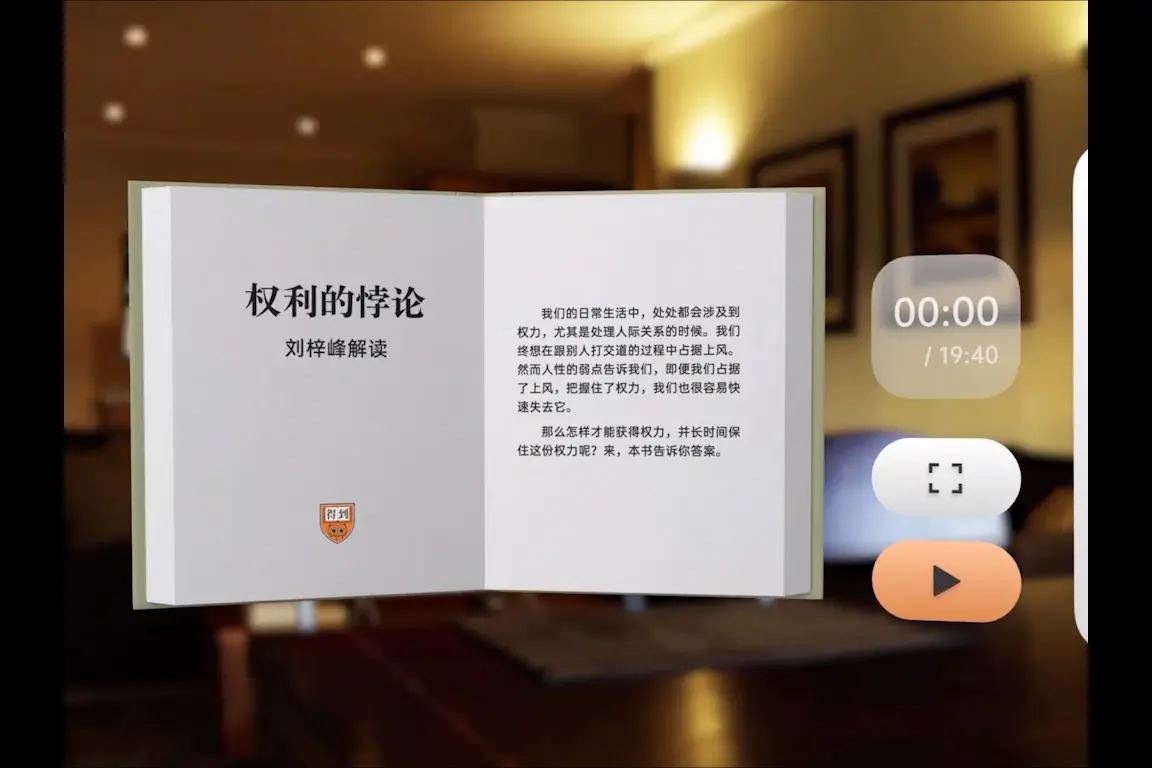 权利的悖论
刘梓峰解读
得到
我们的日常生活中，处处都会涉及到
权力，尤其是处理人际关系的时候。我们
终想在跟别人打交道的过程中占据上风。
然而人性的弱点告诉我们，即便我们占据
了上风，把握住了权力，我们也很容易快
速失去它。
那么怎样才能获得权力，并长时间保
住这份权力呢？来，本书告诉你答案。
00:00
/ 19:40